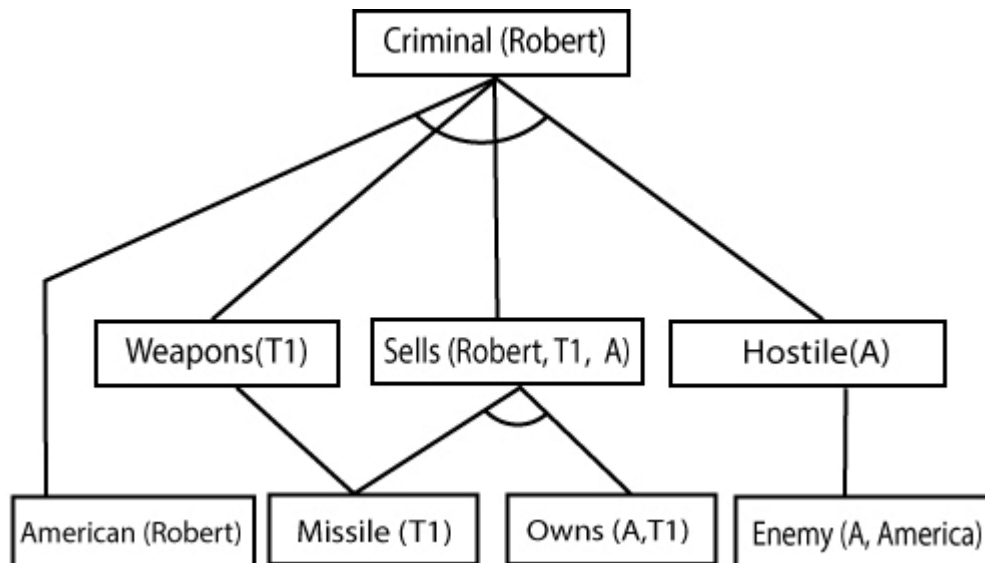 Criminal (Robert)
Weapons(T1)
Sells (Robert, T1, A)
Hostile(A)
American (Robert)
Missile (T1)
Owns (A,T1)
Enemy (A, America)